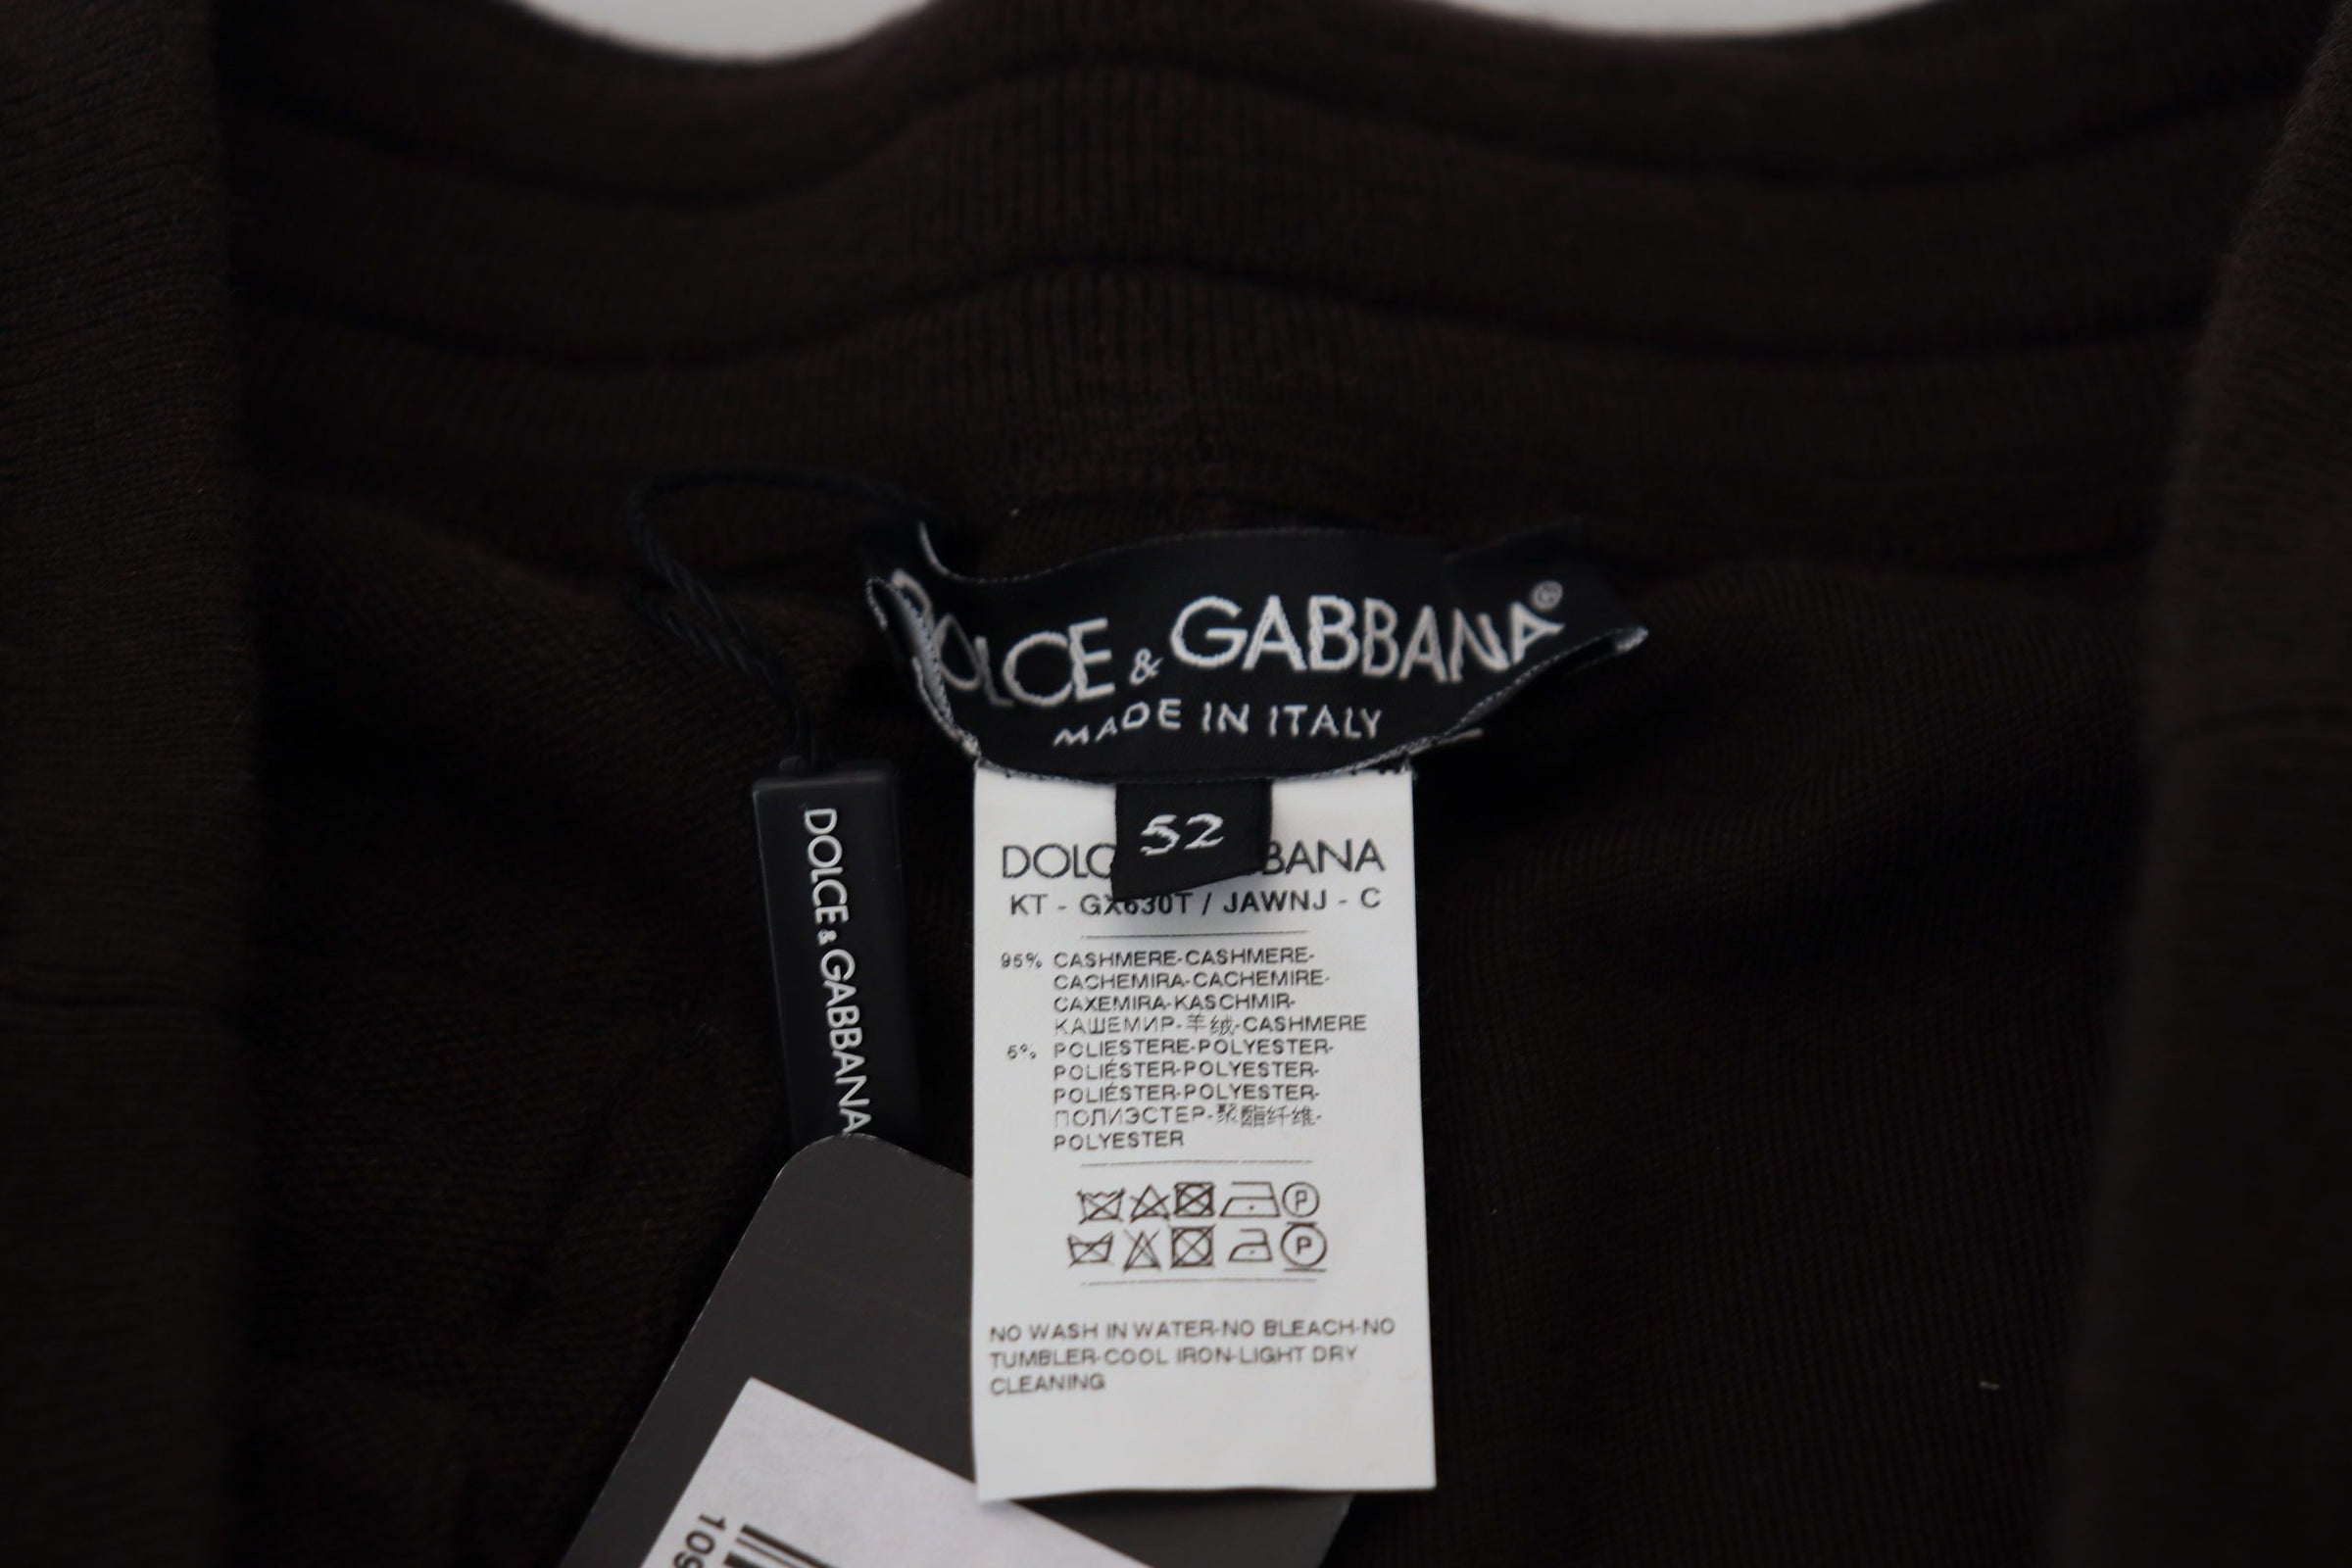 DOLCE & GABBANA®
MADE IN ITALY
52
DOLCE & GABBANA
KT - GX630T / JAWNJ - C
95% CASHMERE-CASHMERE-
CACHEMIRA-CACHEMIRE-
CAXEMIRA-KASCHMIR-
КАШЕМИР-羊绒-CASHMERE
5% POLIESTERE-POLYESTER-
POLIÉSTER-POLYESTER-
POLIÉSTER-POLYESTER-
ПОЛИЭСТЕР-聚酯纤维-
POLYESTER
P
P
NO WASH IN WATER-NO BLEACH-NO
TUMBLER-COOL IRON-LIGHT DRY
CLEANING
DOLCE & GABBANA
109